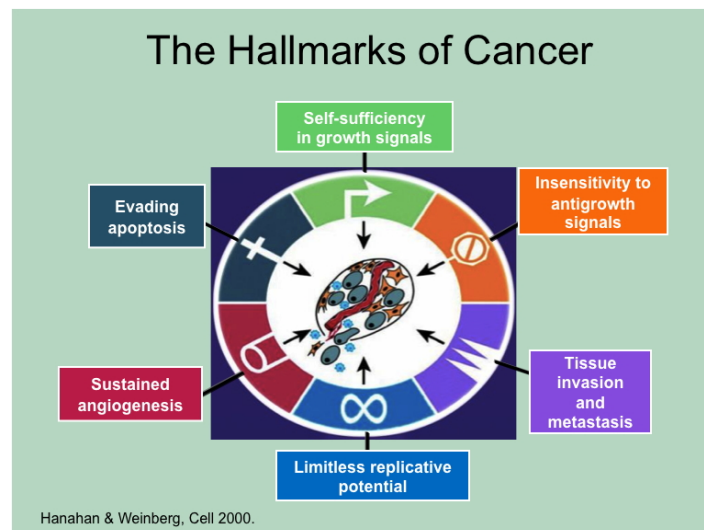 The Hallmarks of Cancer
Self-sufficiency
in growth signals
Evading
apoptosis
Insensitivity to
antigrowth
signals
Sustained
angiogenesis
Tissue
invasion
and
metastasis
Limitless replicative
potential
Hanahan & Weinberg, Cell 2000.